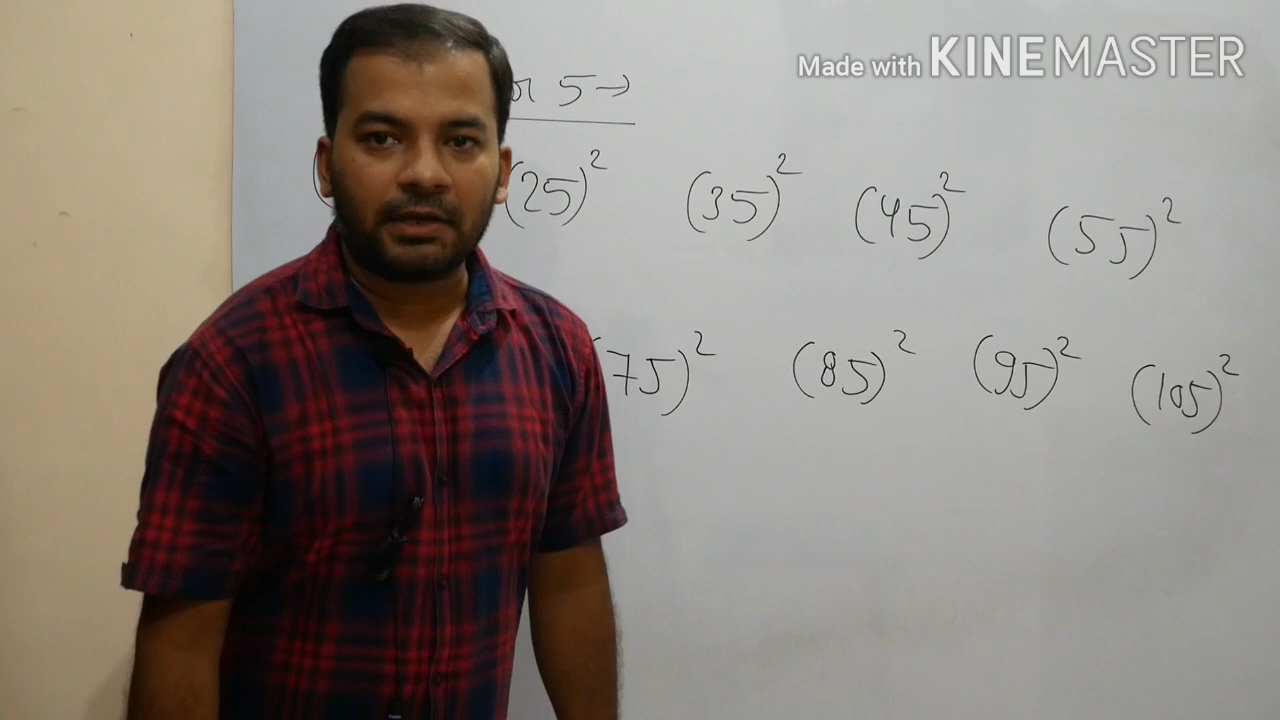 Made with KINEMASTER
5 →
(25)² (35)² (45)² (55)²
75)² (85)² (95)² (105)²